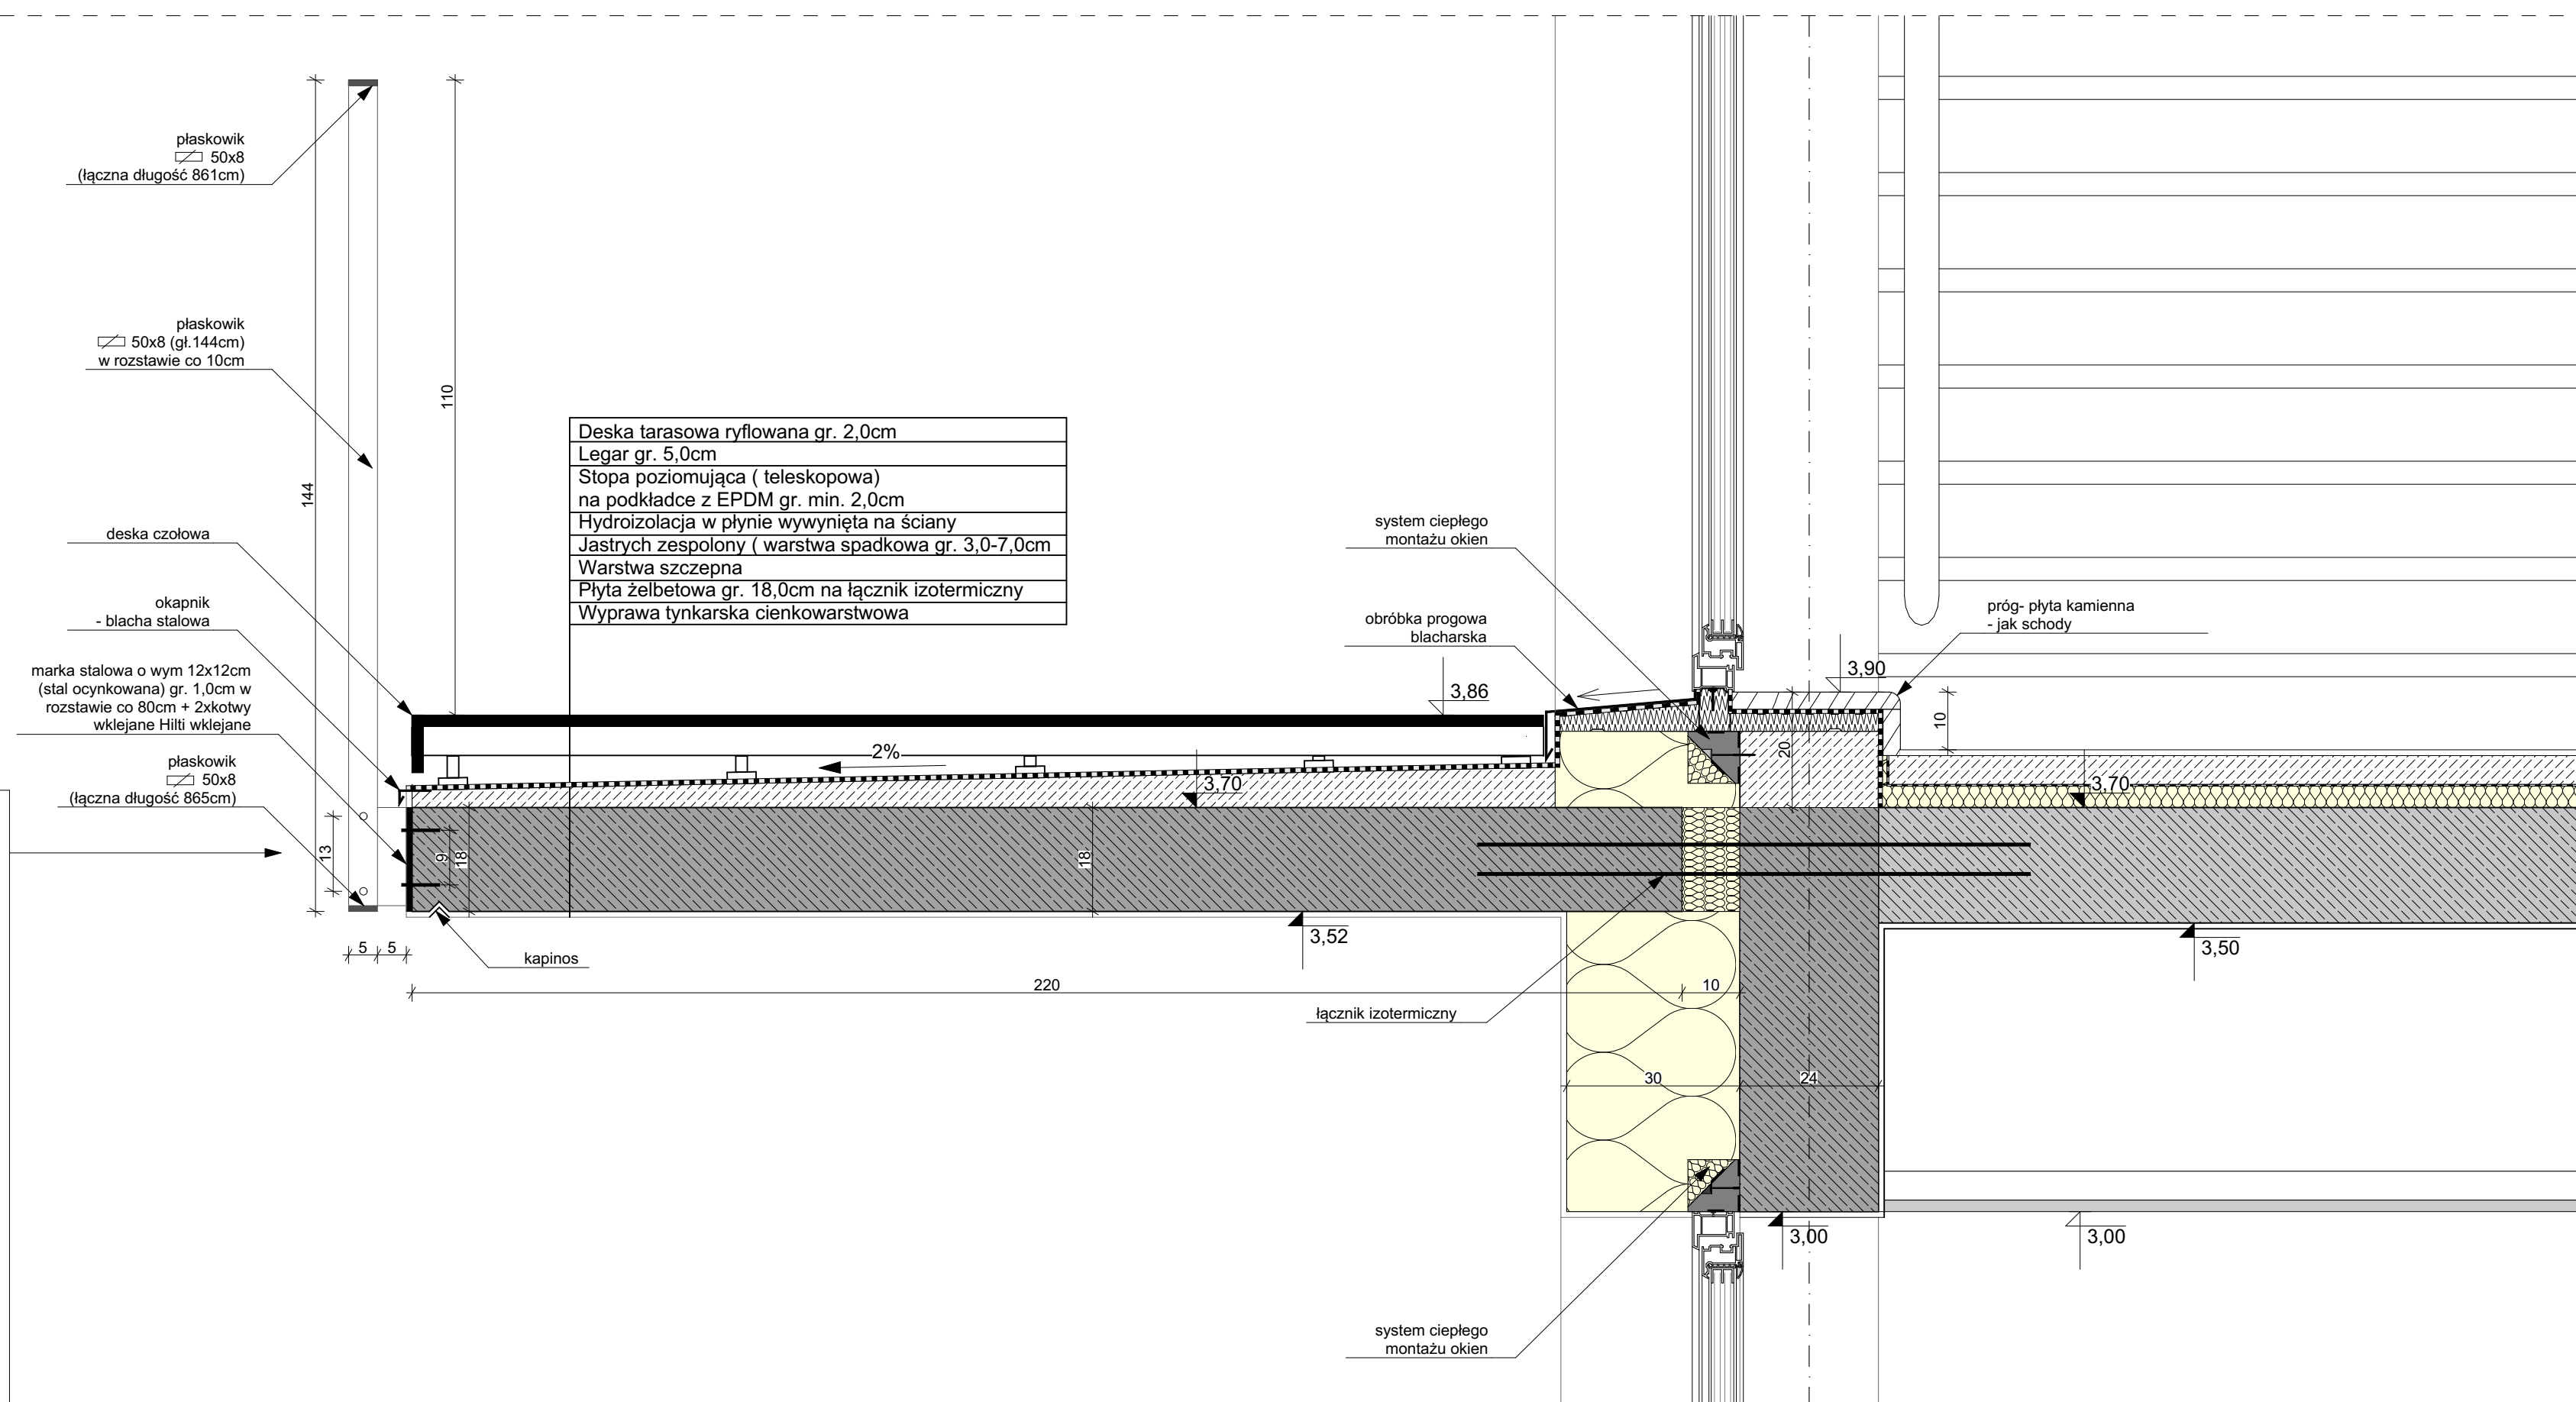 płaskowik
50x8
(łączna długość 861cm)
płaskowik
50x8 (gł.144cm)
w rozstawie co 10cm
deska czołowa
okapnik
- blacha stalowa
marka stalowa o wym 12x12cm
(stal ocynkowana) gr. 1,0cm w
rozstawie co 80cm + 2xkotwy
wklejane Hilti wklejane
płaskowik
50x8
(łączna długość 865cm)
144
110
13
9
18
5
5
kapinos
Deska tarasowa ryflowana gr. 2,0cm
Legar gr. 5,0cm
Stopa poziomująca ( teleskopowa)
na podkładce z EPDM gr. min. 2,0cm
Hydroizolacja w płynie wywynięta na ściany
Jastrych zespolony ( warstwa spadkowa gr. 3,0-7,0cm
Warstwa szczepna
Płyta żelbetowa gr. 18,0cm na łącznik izotermiczny
Wyprawa tynkarska cienkowarstwowa
2%
18
220
10
3,70
3,52
3,86
system ciepłego
montażu okien
obróbka progowa
blacharska
łącznik izotermiczny
30
24
system ciepłego
montażu okien
3,90
20
10
próg- płyta kamienna
- jak schody
3,70
3,50
3,00
3,00